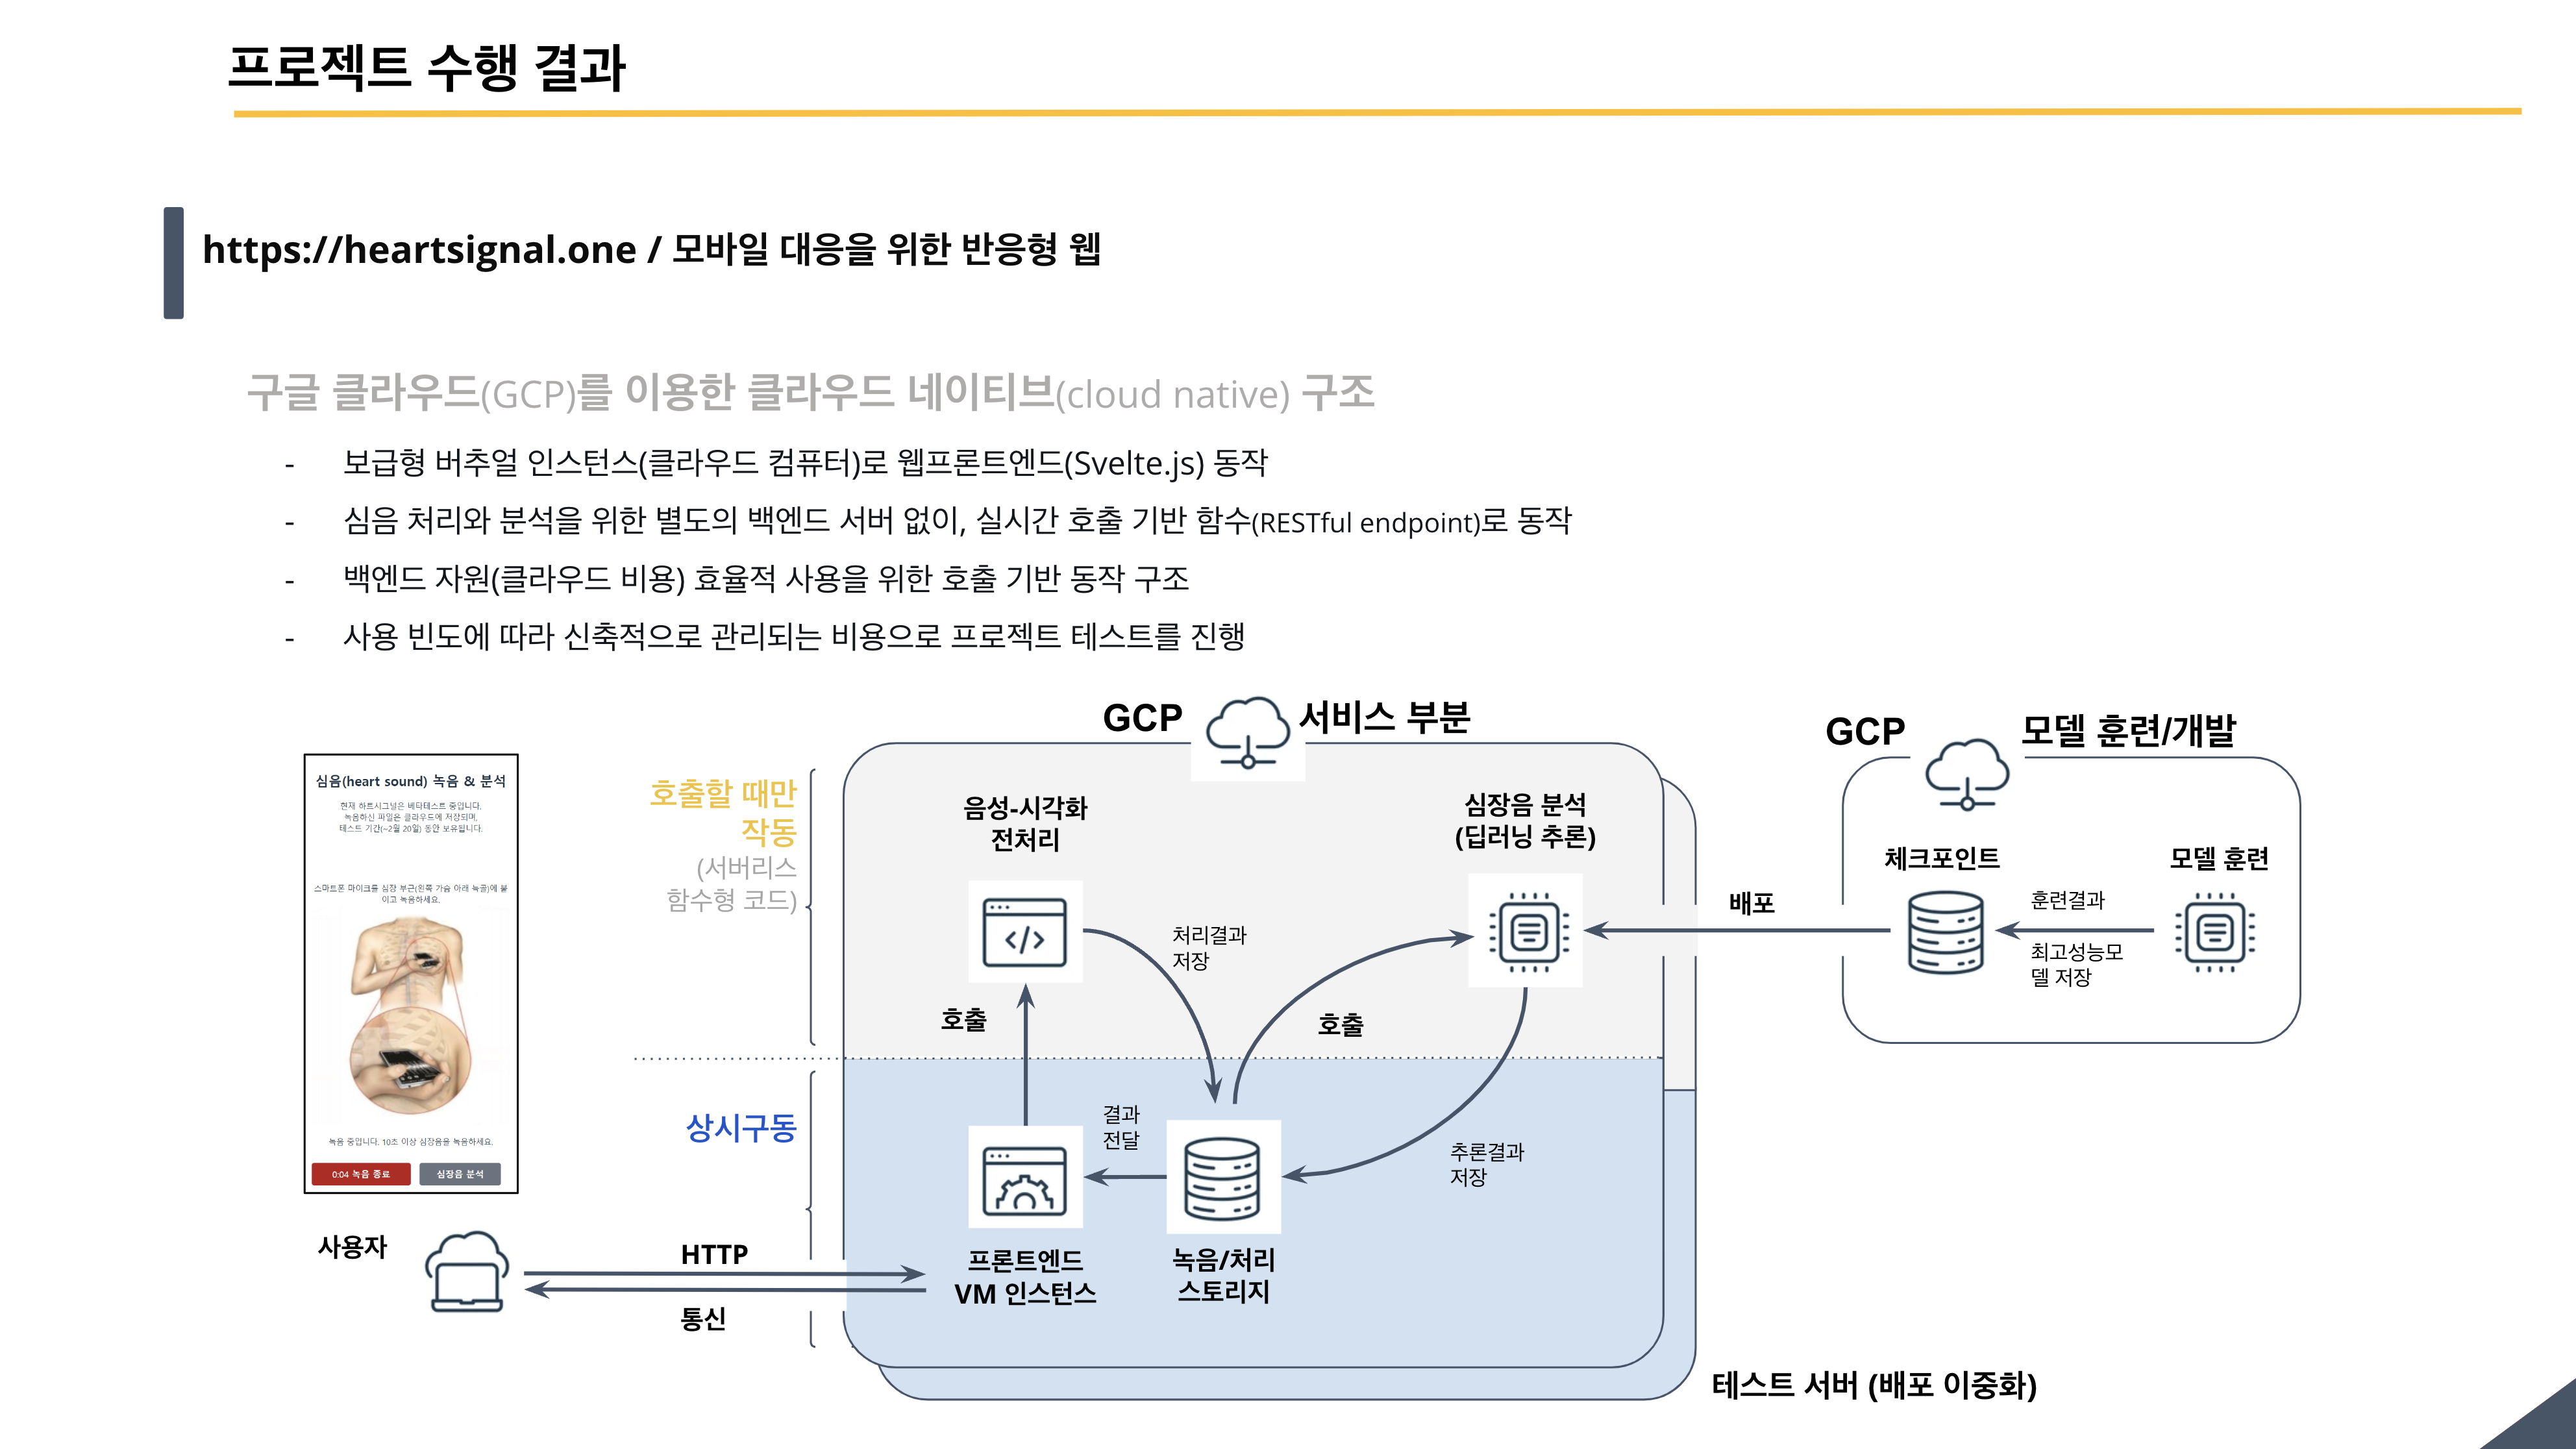 프로젝트 수행 결과
https://heartsignal.one / 모바일 대응을 위한 반응형 웹
구글 클라우드(GCP)를 이용한 클라우드 네이티브(cloud native) 구조
- 보급형 버추얼 인스턴스(클라우드 컴퓨터)로 웹프론트엔드(Svelte.js) 동작
- 심음 처리와 분석을 위한 별도의 백엔드 서버 없이, 실시간 호출 기반 함수(RESTful endpoint)로 동작
- 백엔드 자원(클라우드 비용) 효율적 사용을 위한 호출 기반 동작 구조
- 사용 빈도에 따라 신축적으로 관리되는 비용으로 프로젝트 테스트를 진행
심음(heart sound) 녹음 & 분석
현재 하트시그널은 베타테스트 중입니다.
녹음하신 파일은 클라우드에 저장되며,
테스트 기간(~2월 20일) 동안 보유됩니다.
스마트폰 마이크를 심장 부근(왼쪽 가슴 아래 늑골)에 붙
이고 녹음하세요.
녹음 중입니다. 10초 이상 심장음을 녹음하세요.
0:04 녹음 종료
심장음 분석
사용자
HTTP
통신
호출할 때만
작동
(서버리스
함수형 코드)
상시구동
GCP 서비스 부분
음성-시각화
전처리
심장음 분석
(딥러닝 추론)
처리결과
저장
호출
호출
결과
전달
추론결과
저장
프론트엔드
VM 인스턴스
녹음/처리
스토리지
배포
GCP 모델 훈련/개발
체크포인트
모델 훈련
훈련결과
최고성능모
델 저장
테스트 서버 (배포 이중화)